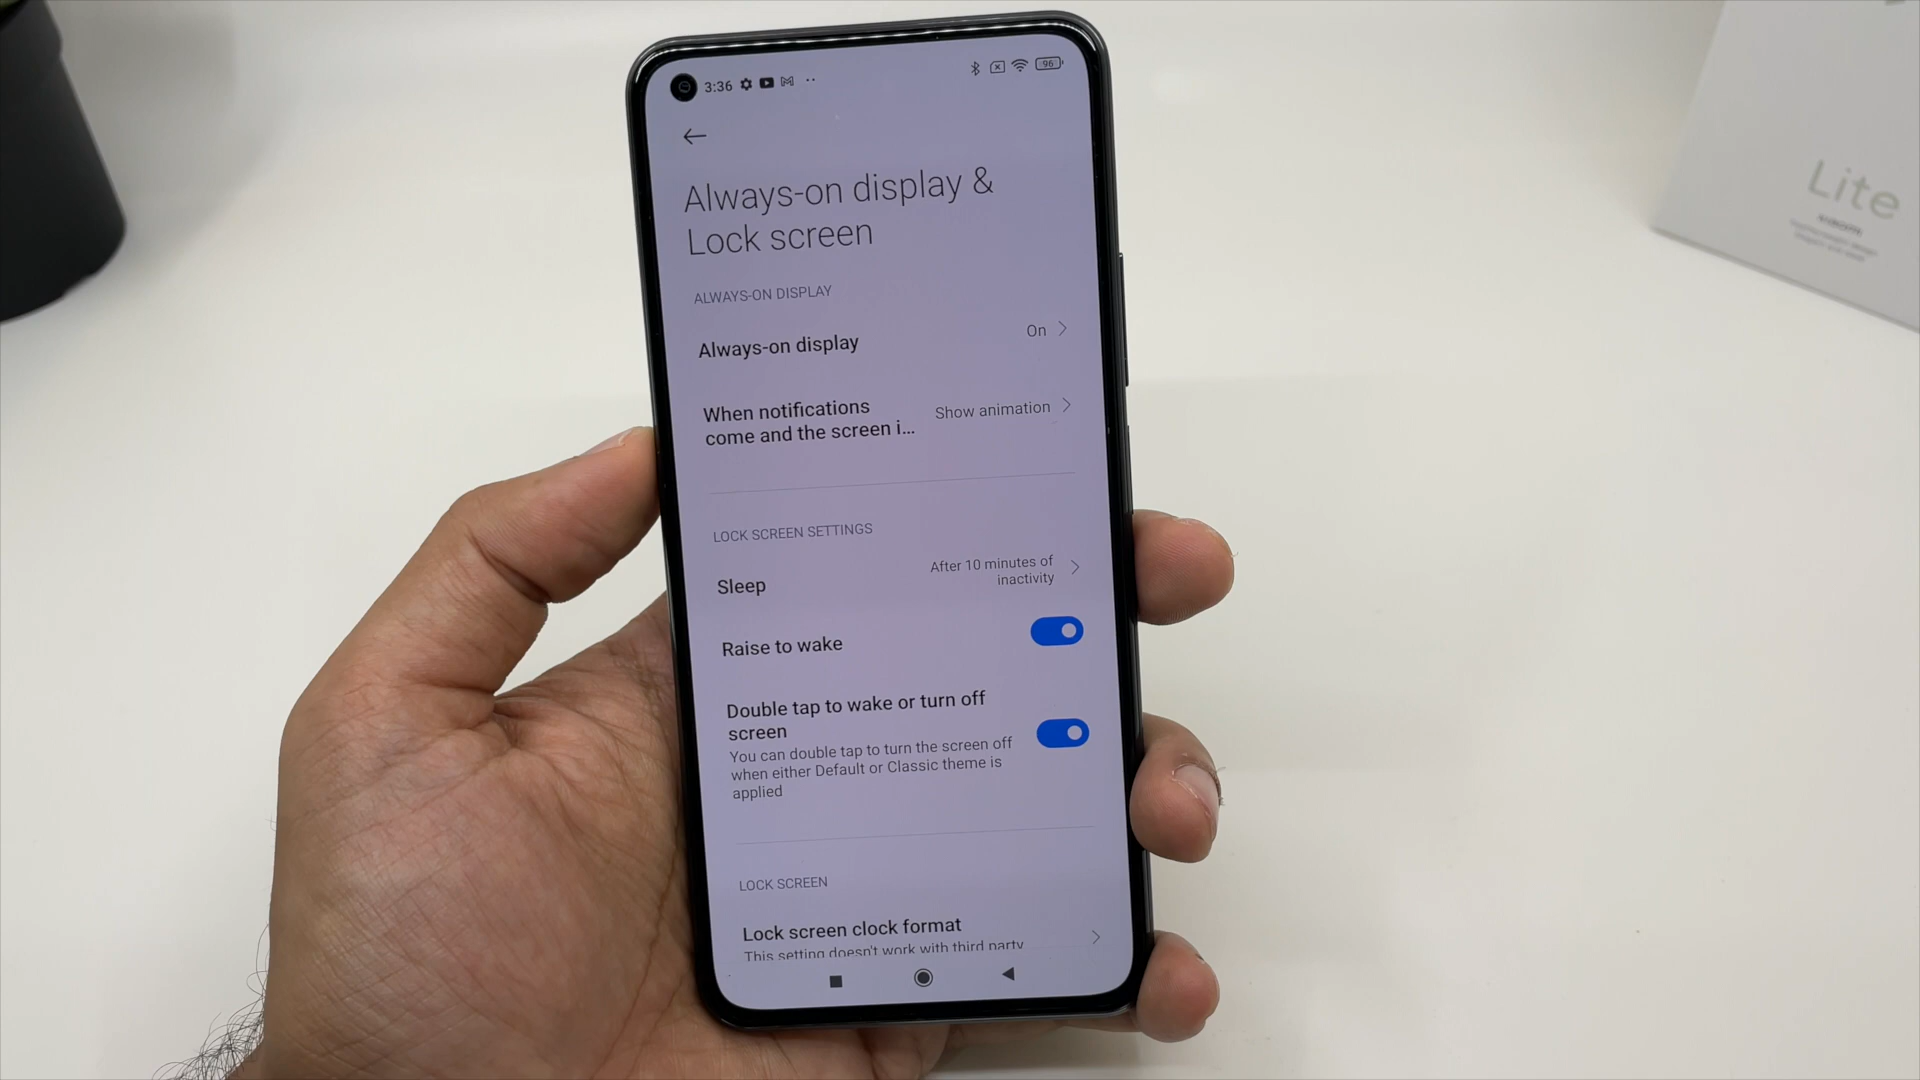 3:36
96
Always-on display &
Lock screen
ALWAYS-ON DISPLAY
Always-on display
On
When notifications
come and the screen i...
Show animation
LOCK SCREEN SETTINGS
Sleep
After 10 minutes of
inactivity
Raise to wake
Double tap to wake or turn off
screen
You can double tap to turn the screen off
when either Default or Classic theme is
applied
LOCK SCREEN
Lock screen clock format
This setting doesn't work with third party
Lite